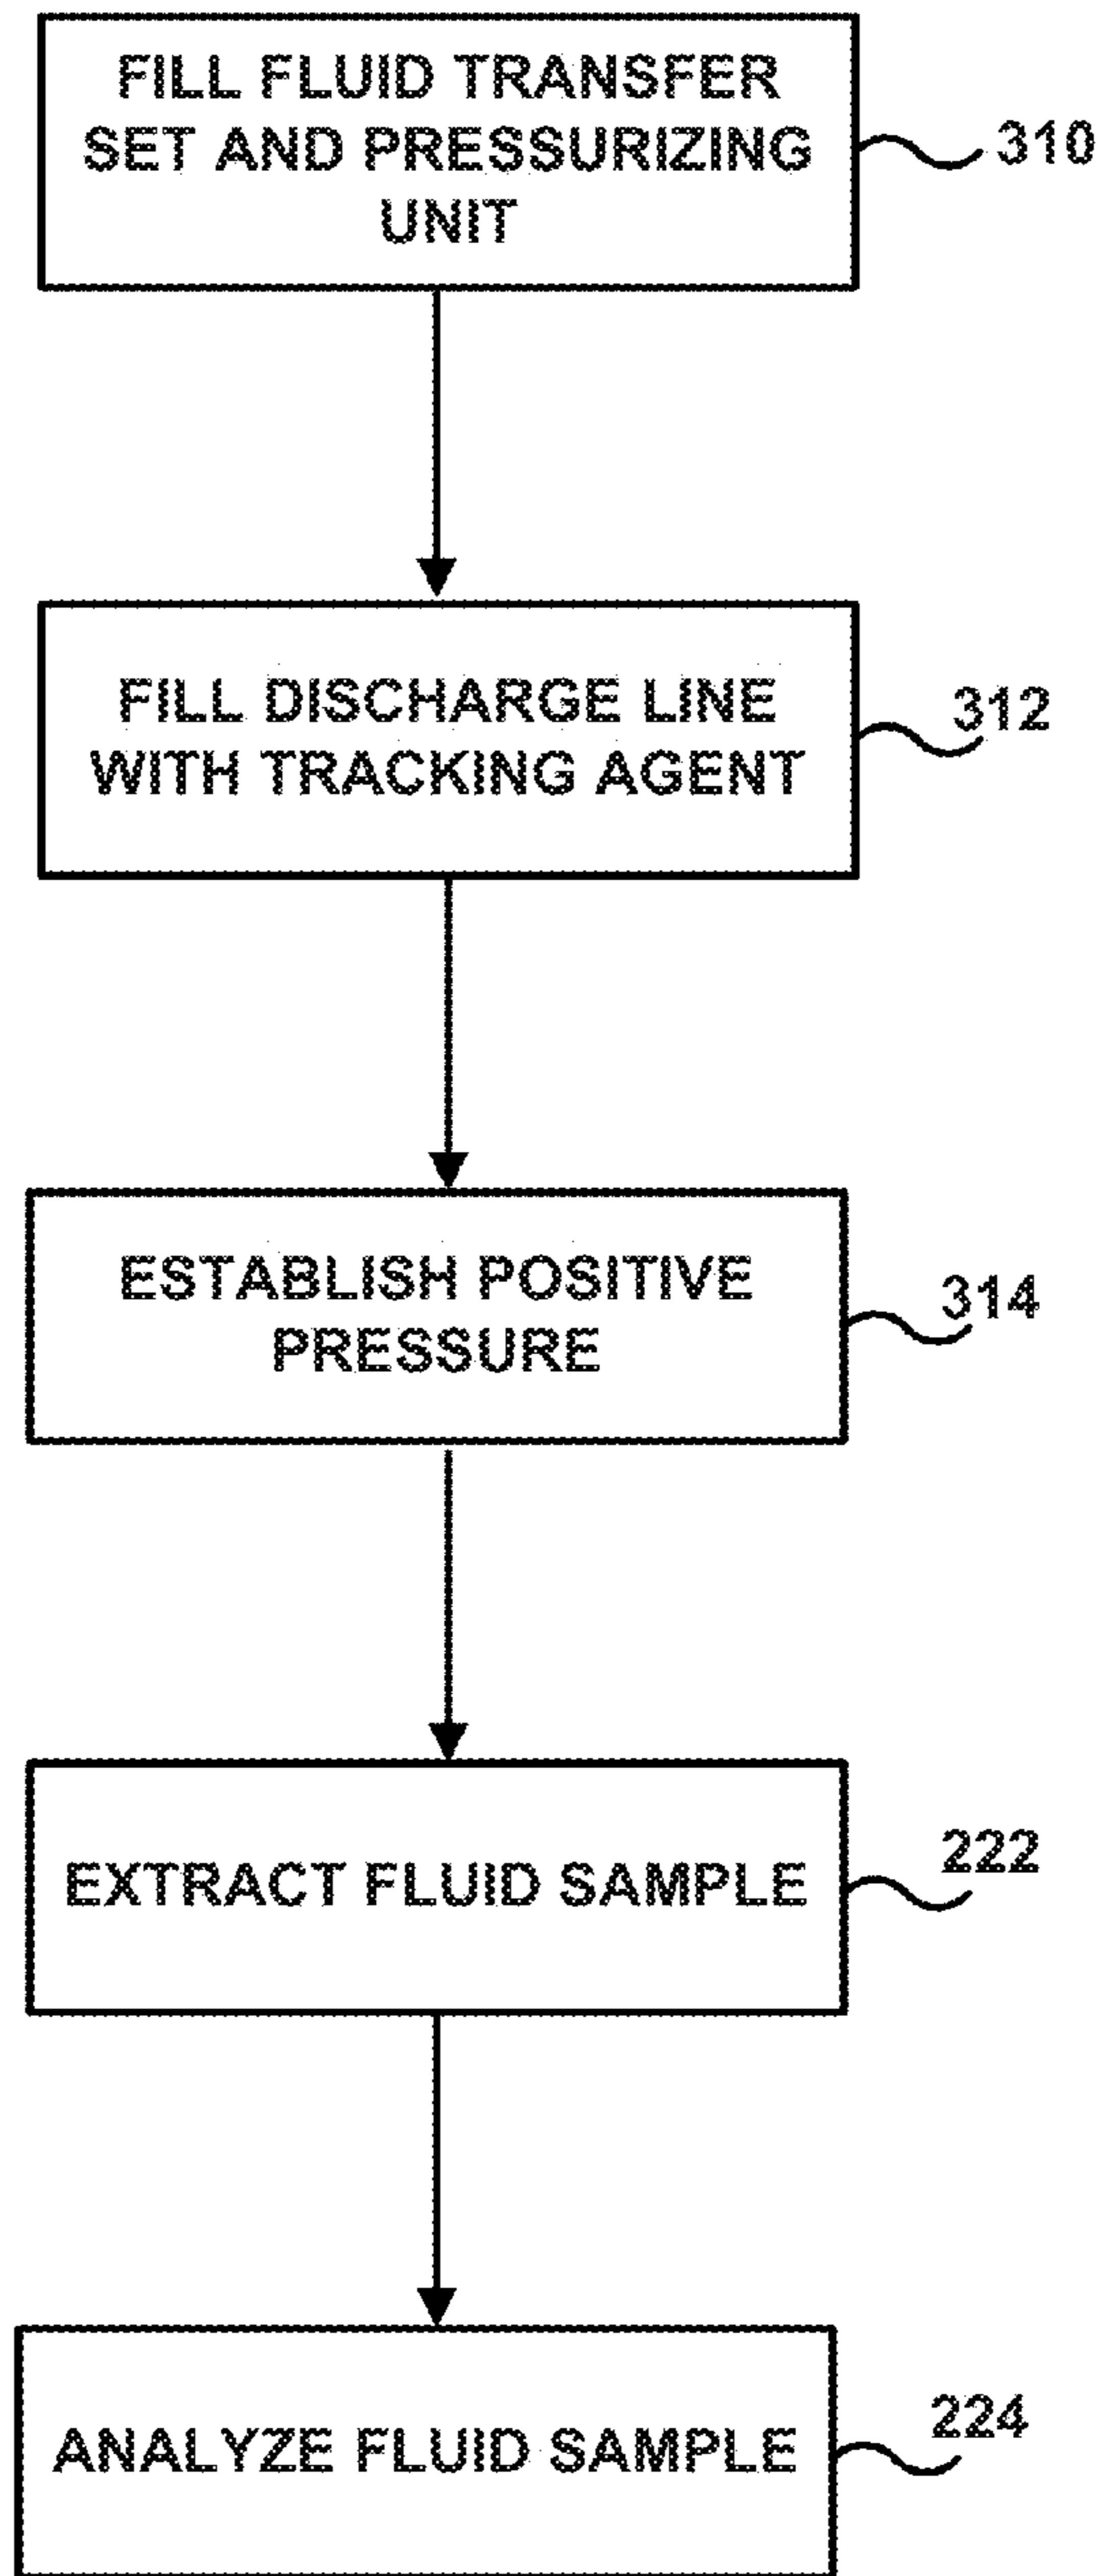 FILL FLUID TRANSFER
SET AND PRESSURIZING
UNIT
310
FILL DISCHARGE LINE
WITH TRACKING AGENT
312
ESTABLISH POSITIVE
PRESSURE
314
EXTRACT FLUID SAMPLE
222
ANALYZE FLUID SAMPLE
224